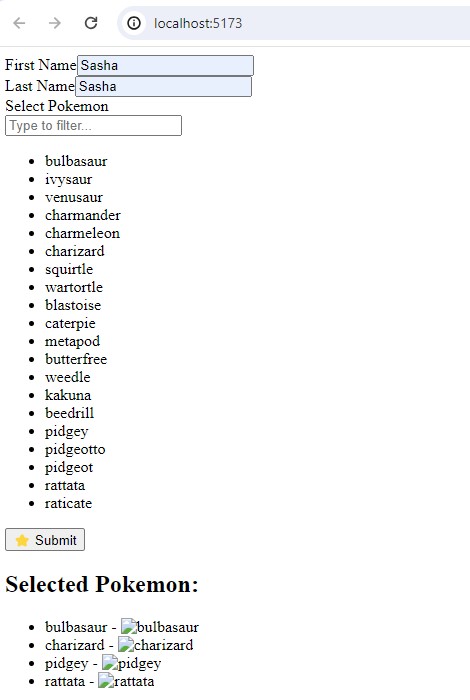 localhost:5173
First Name Sasha
Last Name Sasha
Select Pokemon
Type to filter...
bulbasaur
ivysaur
venusaur
charmander
charmeleon
charizard
squirtle
wartortle
blastoise
caterpie
metapod
butterfree
weedle
kakuna
beedrill
pidgey
pidgeotto
pidgeot
rattata
raticate
Submit
Selected Pokemon:
bulbasaur - bulbasaur
charizard - charizard
pidgey - pidgey
rattata - rattata